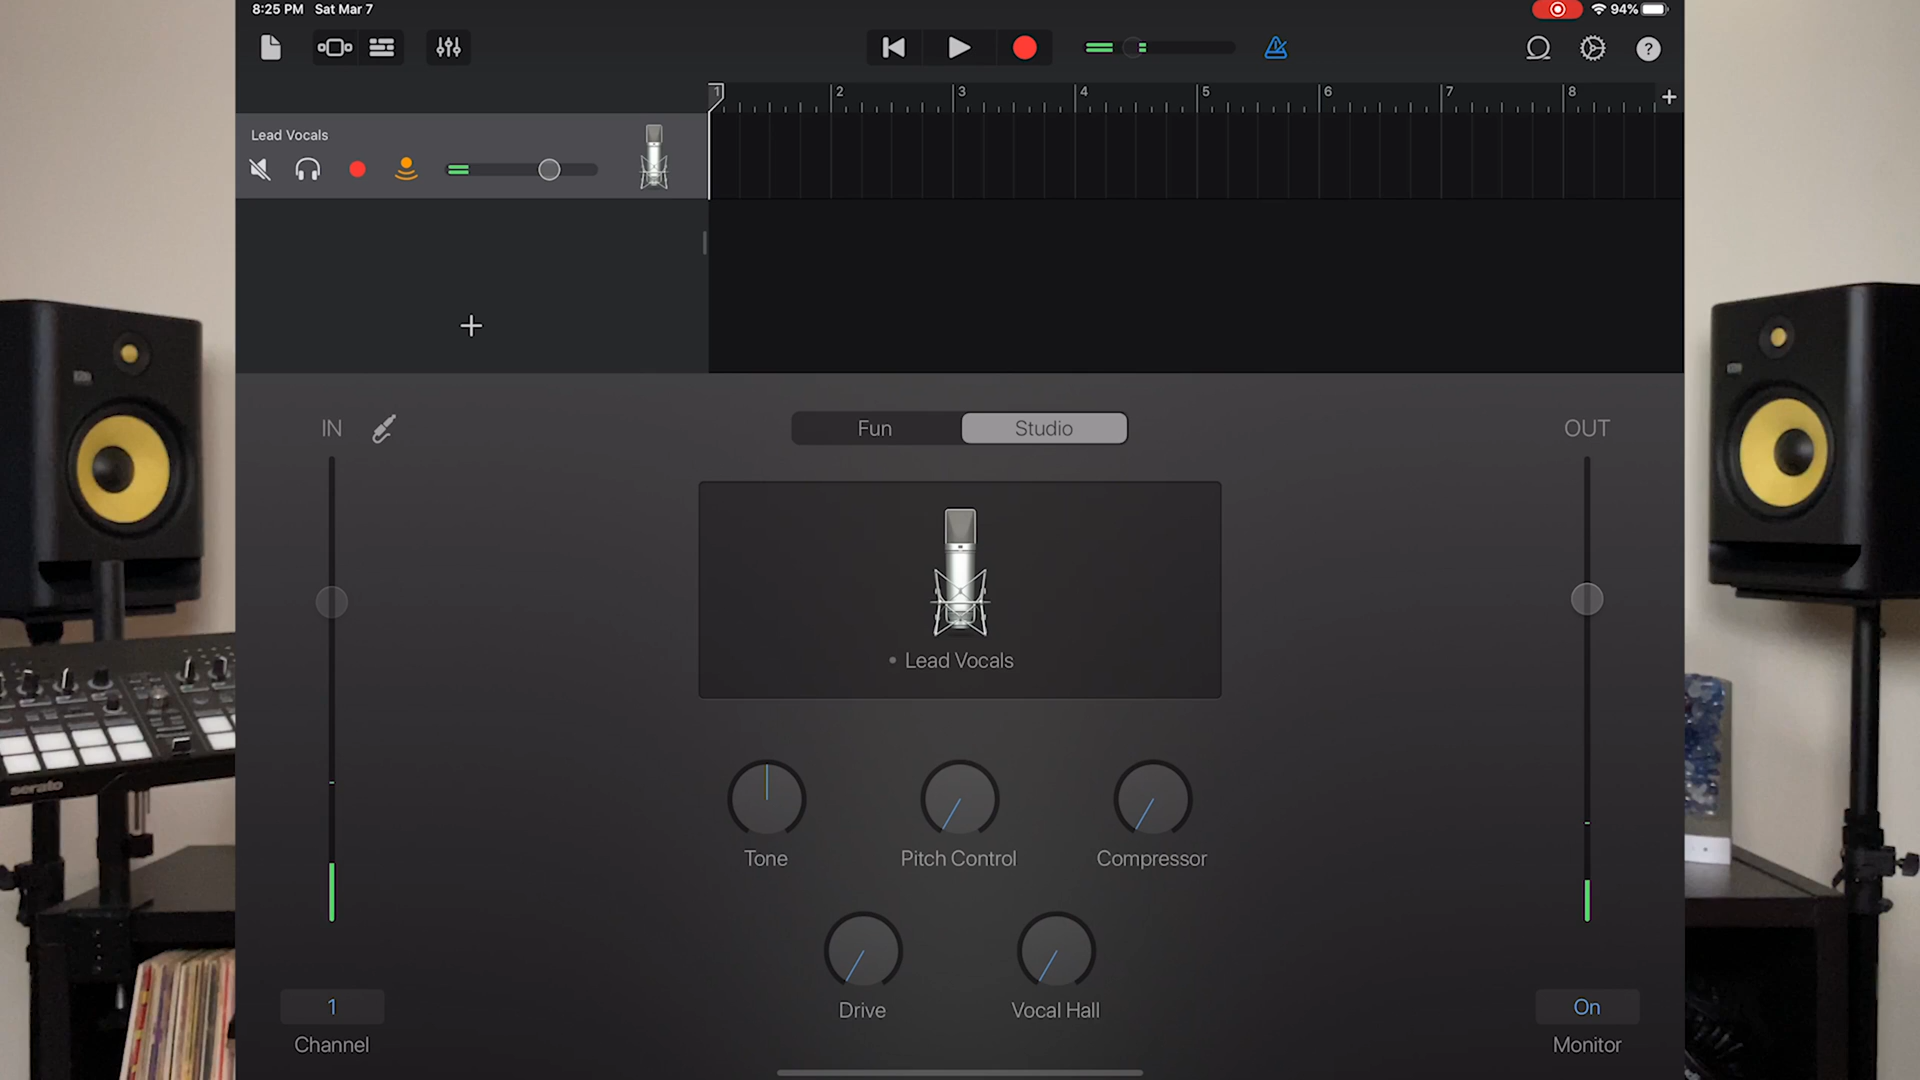 8:25 PM Sat Mar 7
94%
?
1 2 3 4 5 6 7 8 +
Lead Vocals
+
IN
Fun Studio
OUT
Lead Vocals
Tone Pitch Control Compressor
serato
Drive Vocal Hall
1
Channel
On
Monitor